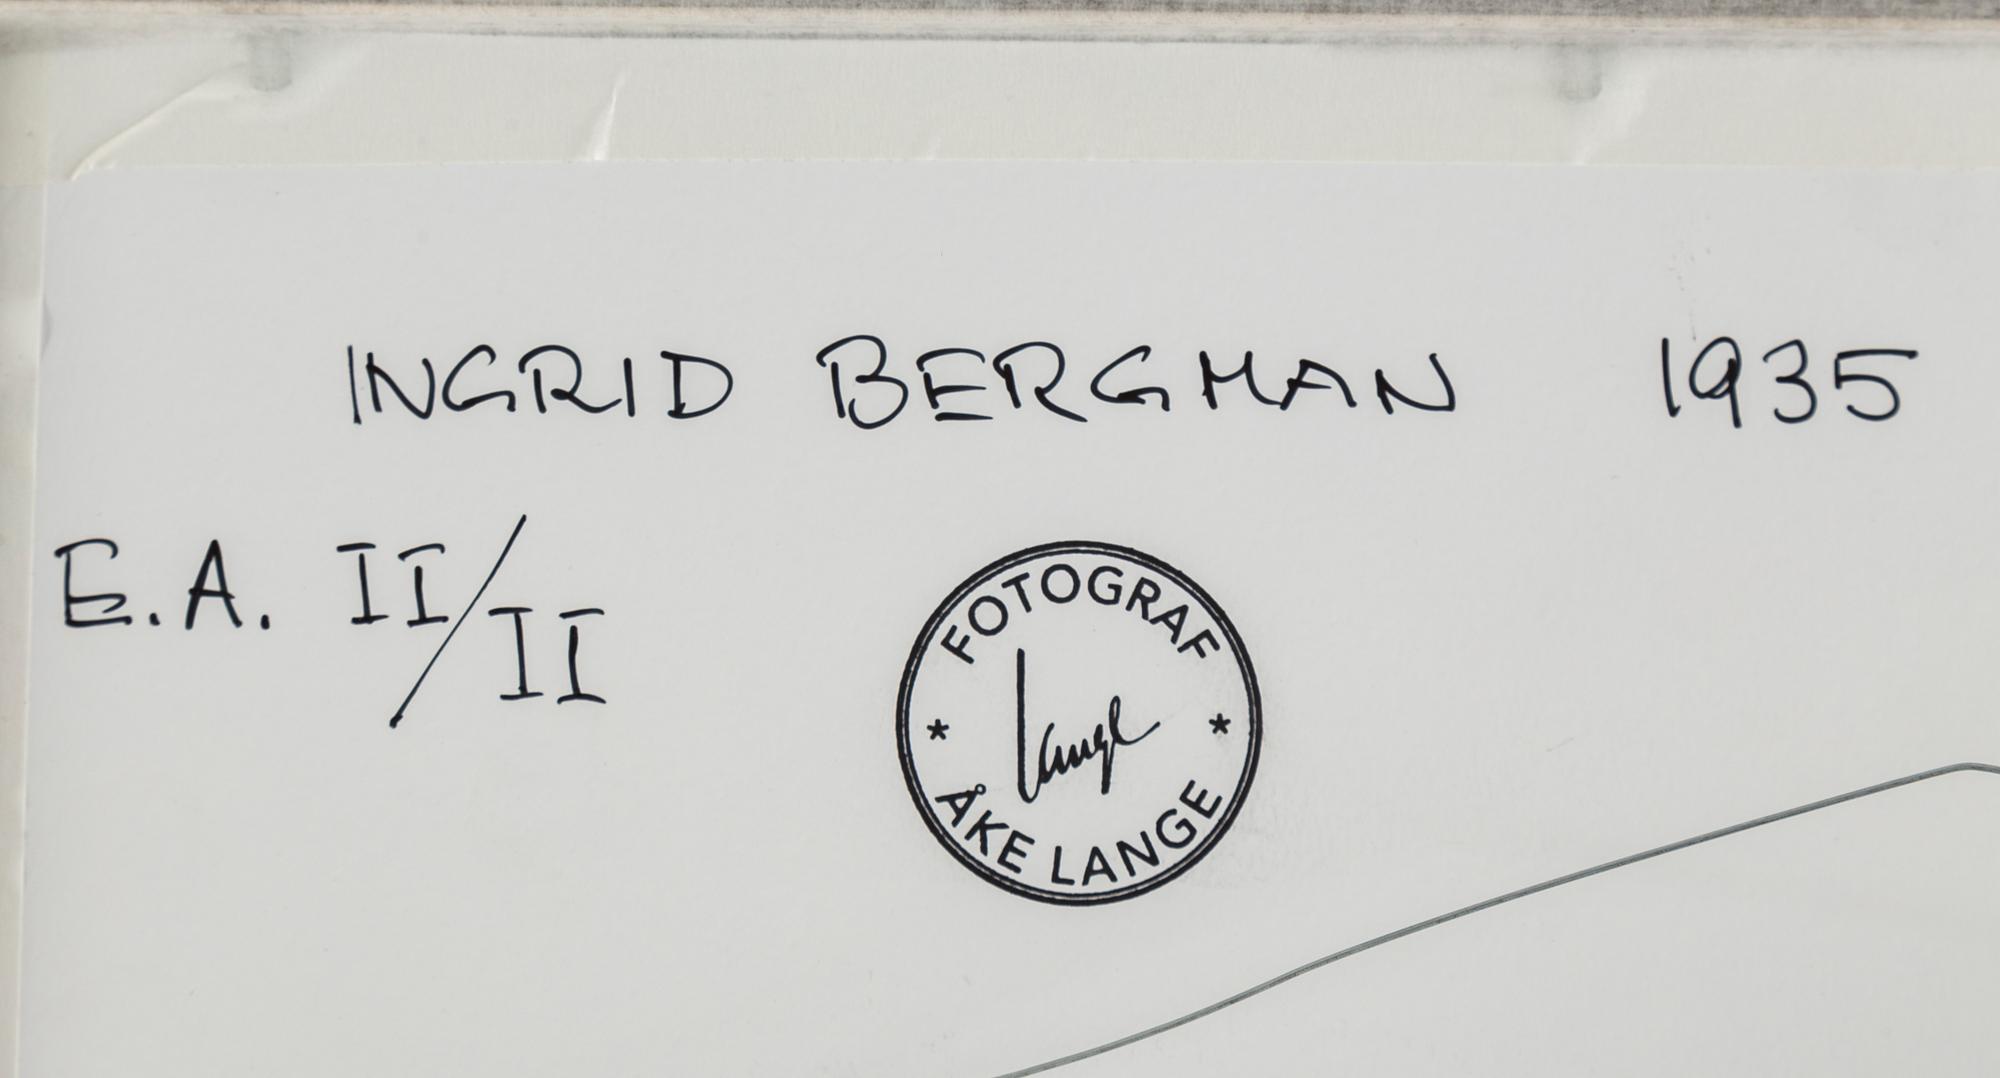 INGRID BERGMAN 1935
E.A. II/II
FOTOGRAF
Lange
* *
ÅKE LANGE